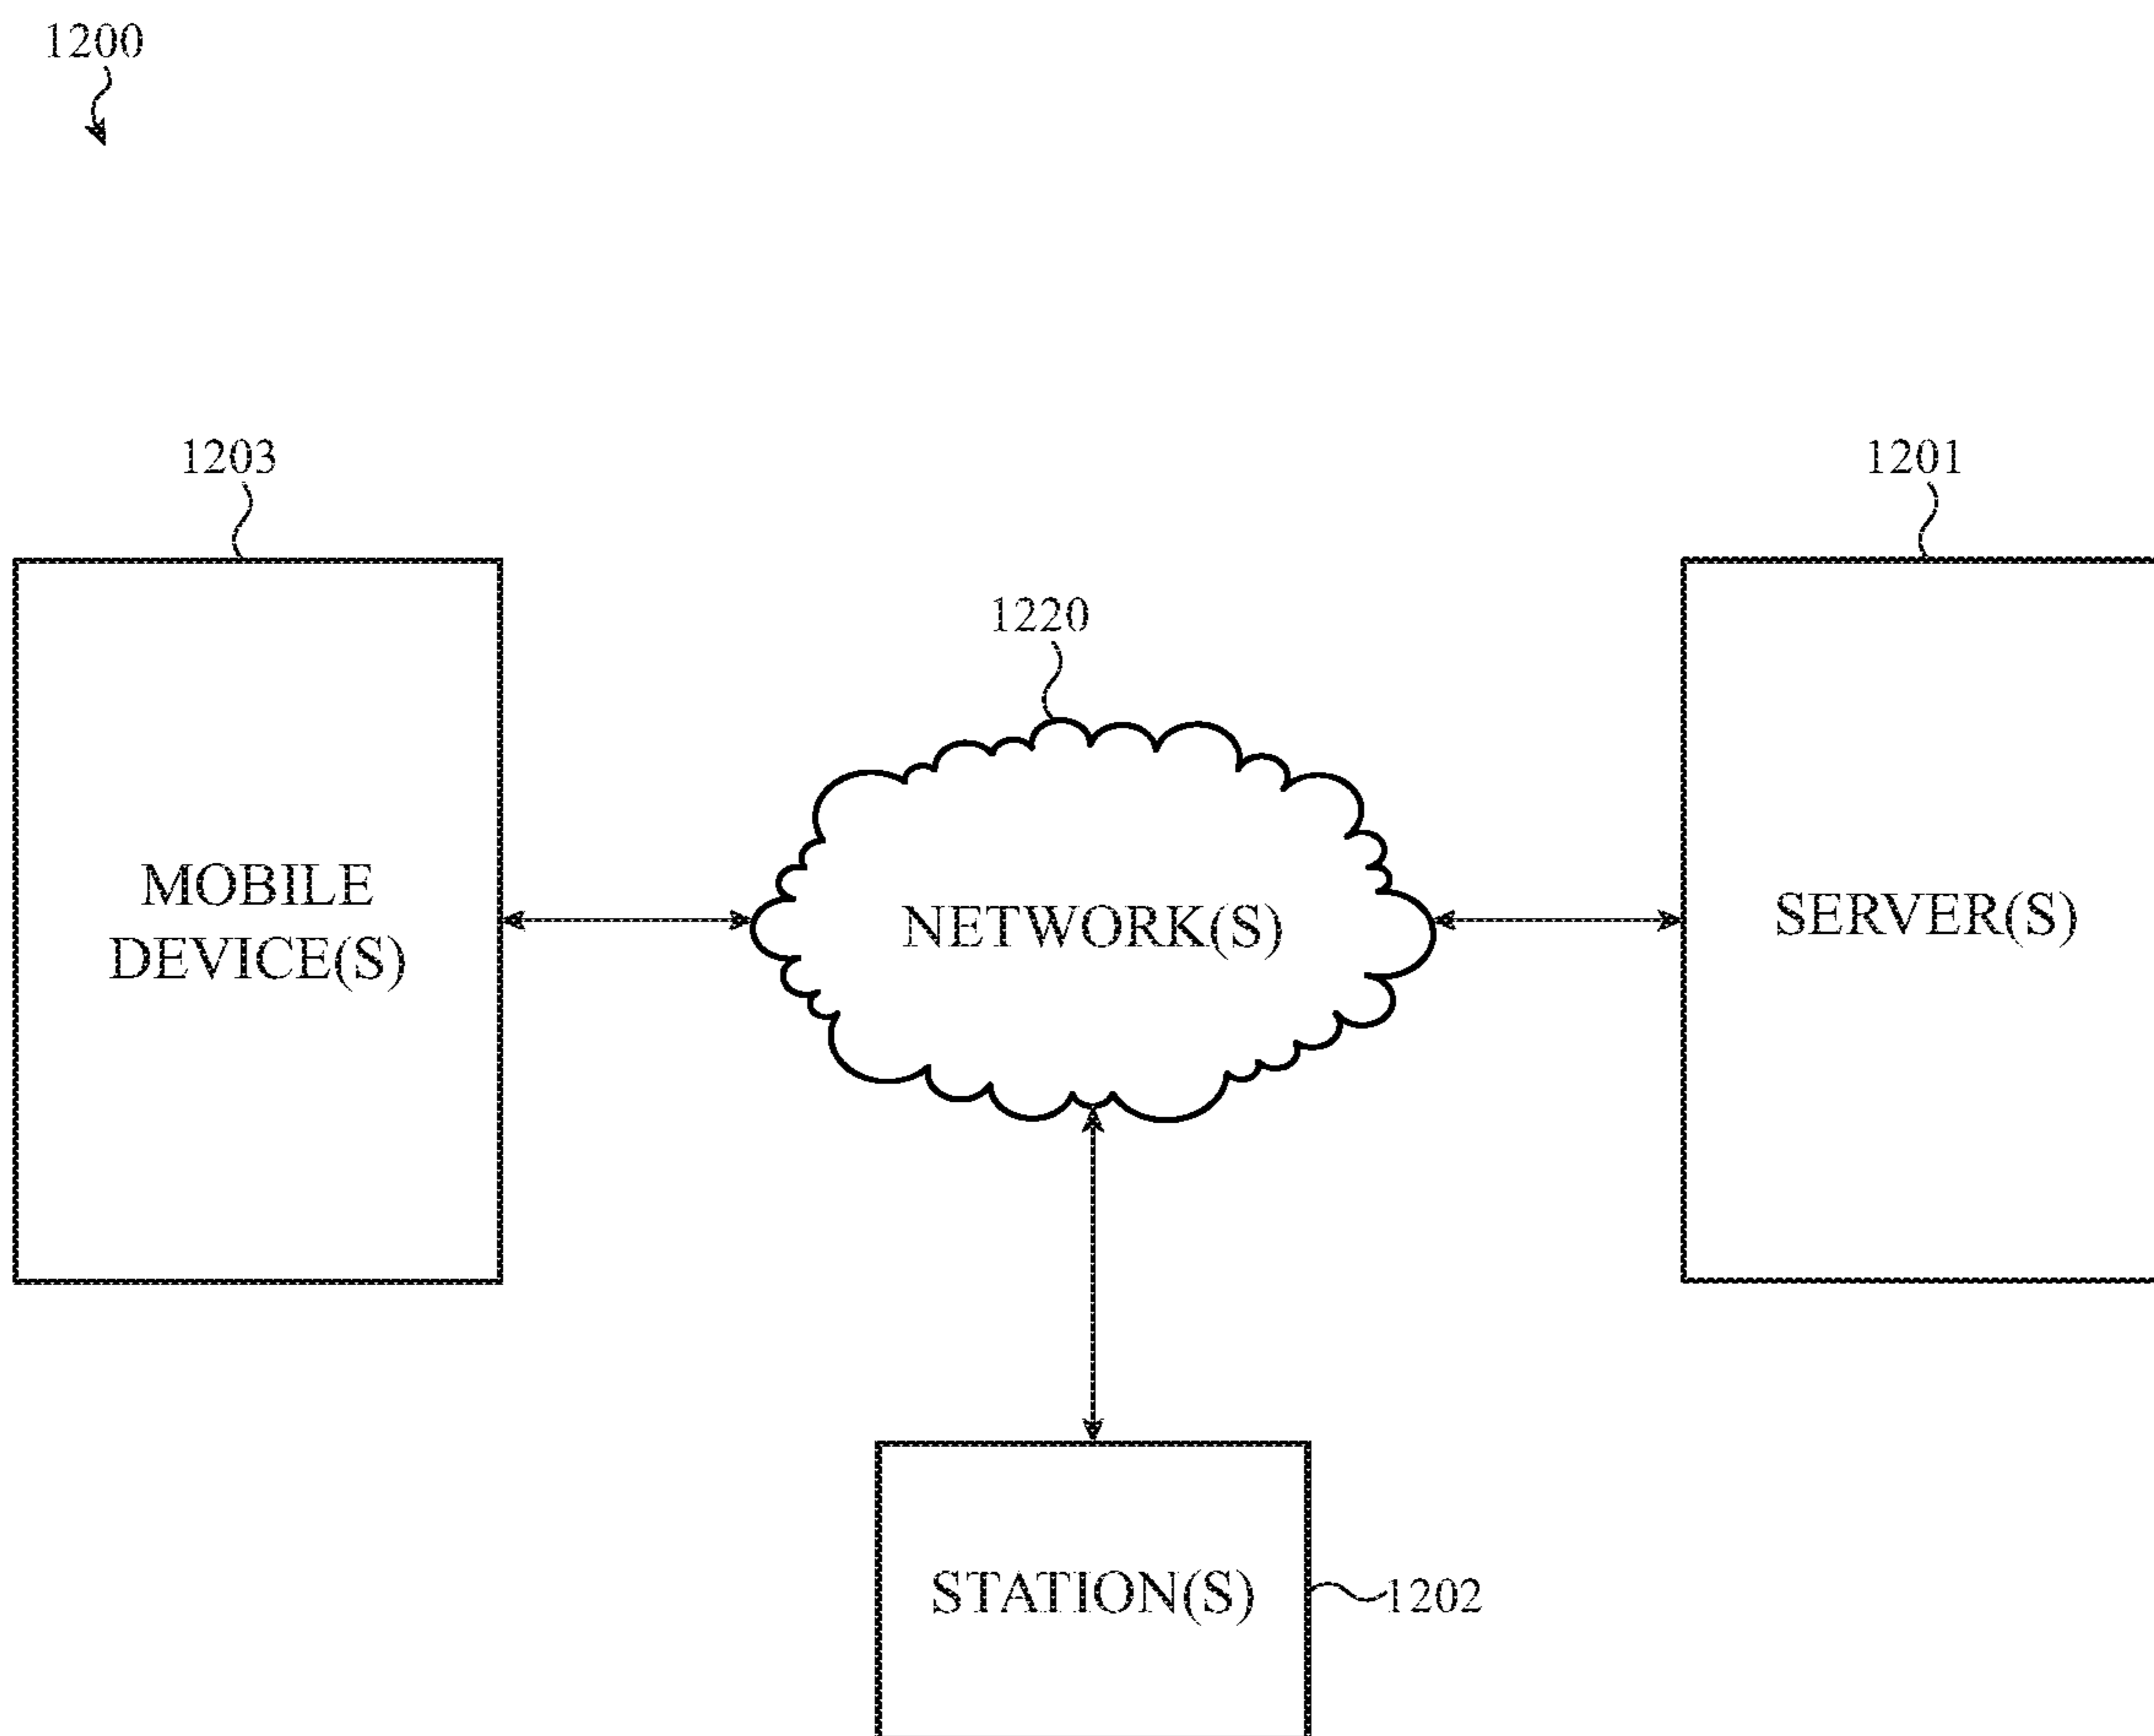 1200
1203
1201
1220
MOBILE
DEVICE(S)
NETWORK(S)
SERVER(S)
STATION(S)
1202